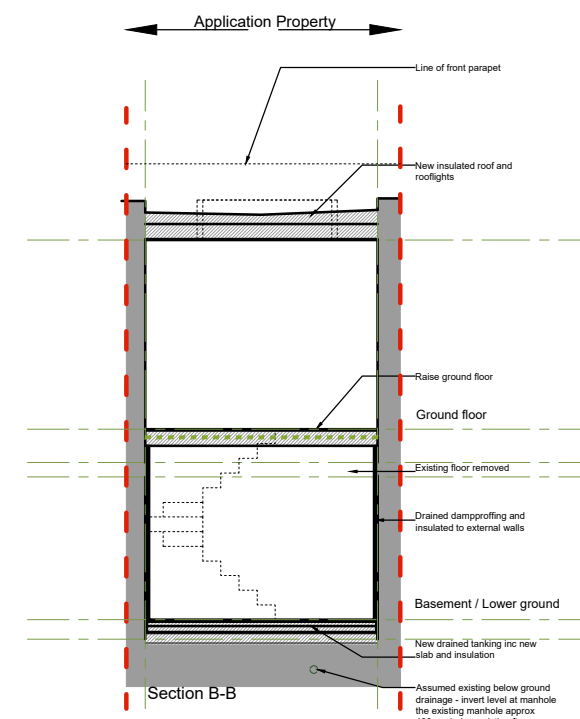 Application Property
Line of front parapet
New insulated roof and
rooflights
Raise ground floor
Ground floor
Existing floor removed
Drained dampproffing and
insulated to external walls
Basement / Lower ground
New drained tanking inc new
slab and insulation
Section B-B
Assumed existing below ground
drainage - invert level at manhole
the existing manhole approx